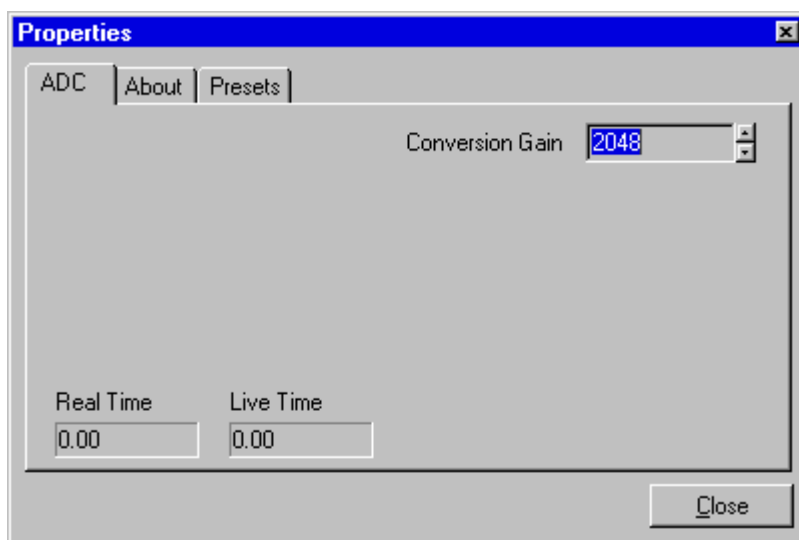 Properties
ADC About Presets
Conversion Gain 2048
Real Time Live Time
0.00 0.00
Close